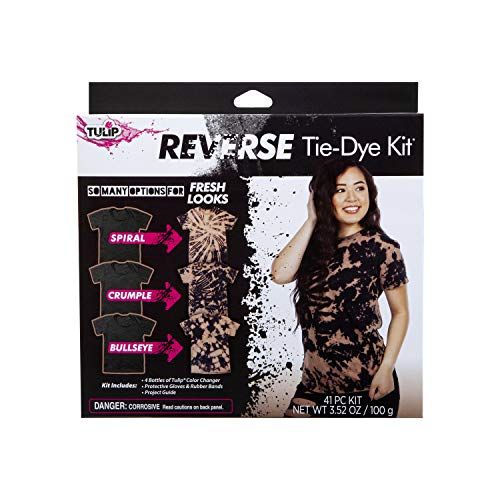 TULIP
REVERSE Tie-Dye Kit
SO MANY OPTIONS FOR FRESH LOOKS
SPIRAL
CRUMPLE
BULLSEYE
Kit Includes:
• 4 Bottles of Tulip® Color Changer
• Protective Gloves & Rubber Bands
• Project Guide
DANGER: CORROSIVE Read cautions on back panel.
41 PC KIT
NET WT 3.52 OZ / 100 g